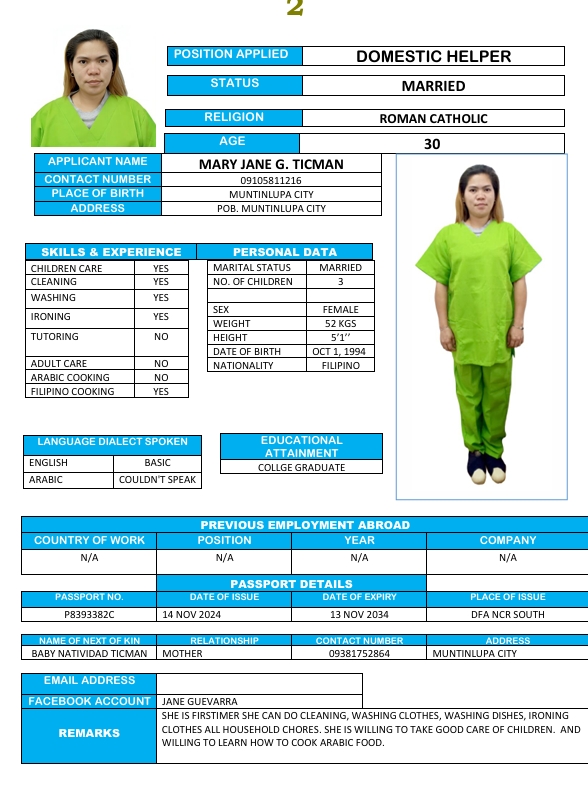 2
POSITION APPLIED DOMESTIC HELPER
STATUS MARRIED
RELIGION ROMAN CATHOLIC
AGE 30
APPLICANT NAME MARY JANE G. TICMAN
CONTACT NUMBER 09105811216
PLACE OF BIRTH MUNTINLUPA CITY
ADDRESS POB. MUNTINLUPA CITY
SKILLS & EXPERIENCE PERSONAL DATA
CHILDREN CARE YES MARITAL STATUS MARRIED
CLEANING YES NO. OF CHILDREN 3
WASHING YES
IRONING YES SEX FEMALE
WEIGHT 52 KGS
TUTORING NO HEIGHT 5'1''
DATE OF BIRTH OCT 1, 1994
ADULT CARE NO NATIONALITY FILIPINO
ARABIC COOKING NO
FILIPINO COOKING YES
LANGUAGE DIALECT SPOKEN
ENGLISH BASIC
ARABIC COULDN'T SPEAK
EDUCATIONAL
ATTAINMENT
COLLGE GRADUATE
PREVIOUS EMPLOYMENT ABROAD
COUNTRY OF WORK POSITION YEAR COMPANY
N/A N/A N/A N/A
PASSPORT DETAILS
PASSPORT NO. DATE OF ISSUE DATE OF EXPIRY PLACE OF ISSUE
P8393382C 14 NOV 2024 13 NOV 2034 DFA NCR SOUTH
NAME OF NEXT OF KIN RELATIONSHIP CONTACT NUMBER ADDRESS
BABY NATIVIDAD TICMAN MOTHER 09381752864 MUNTINLUPA CITY
EMAIL ADDRESS
FACEBOOK ACCOUNT JANE GUEVARRA
REMARKS
SHE IS FIRSTIMER SHE CAN DO CLEANING, WASHING CLOTHES, WASHING DISHES, IRONING
CLOTHES ALL HOUSEHOLD CHORES. SHE IS WILLING TO TAKE GOOD CARE OF CHILDREN. AND
WILLING TO LEARN HOW TO COOK ARABIC FOOD.